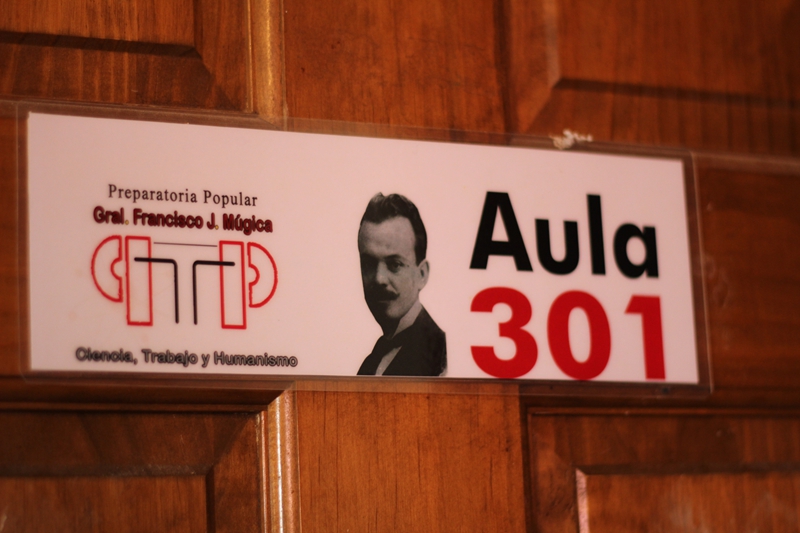 Preparatoria Popular
Gral. Francisco J. Múgica
Ciencia, Trabajo y Humanismo
Aula
301